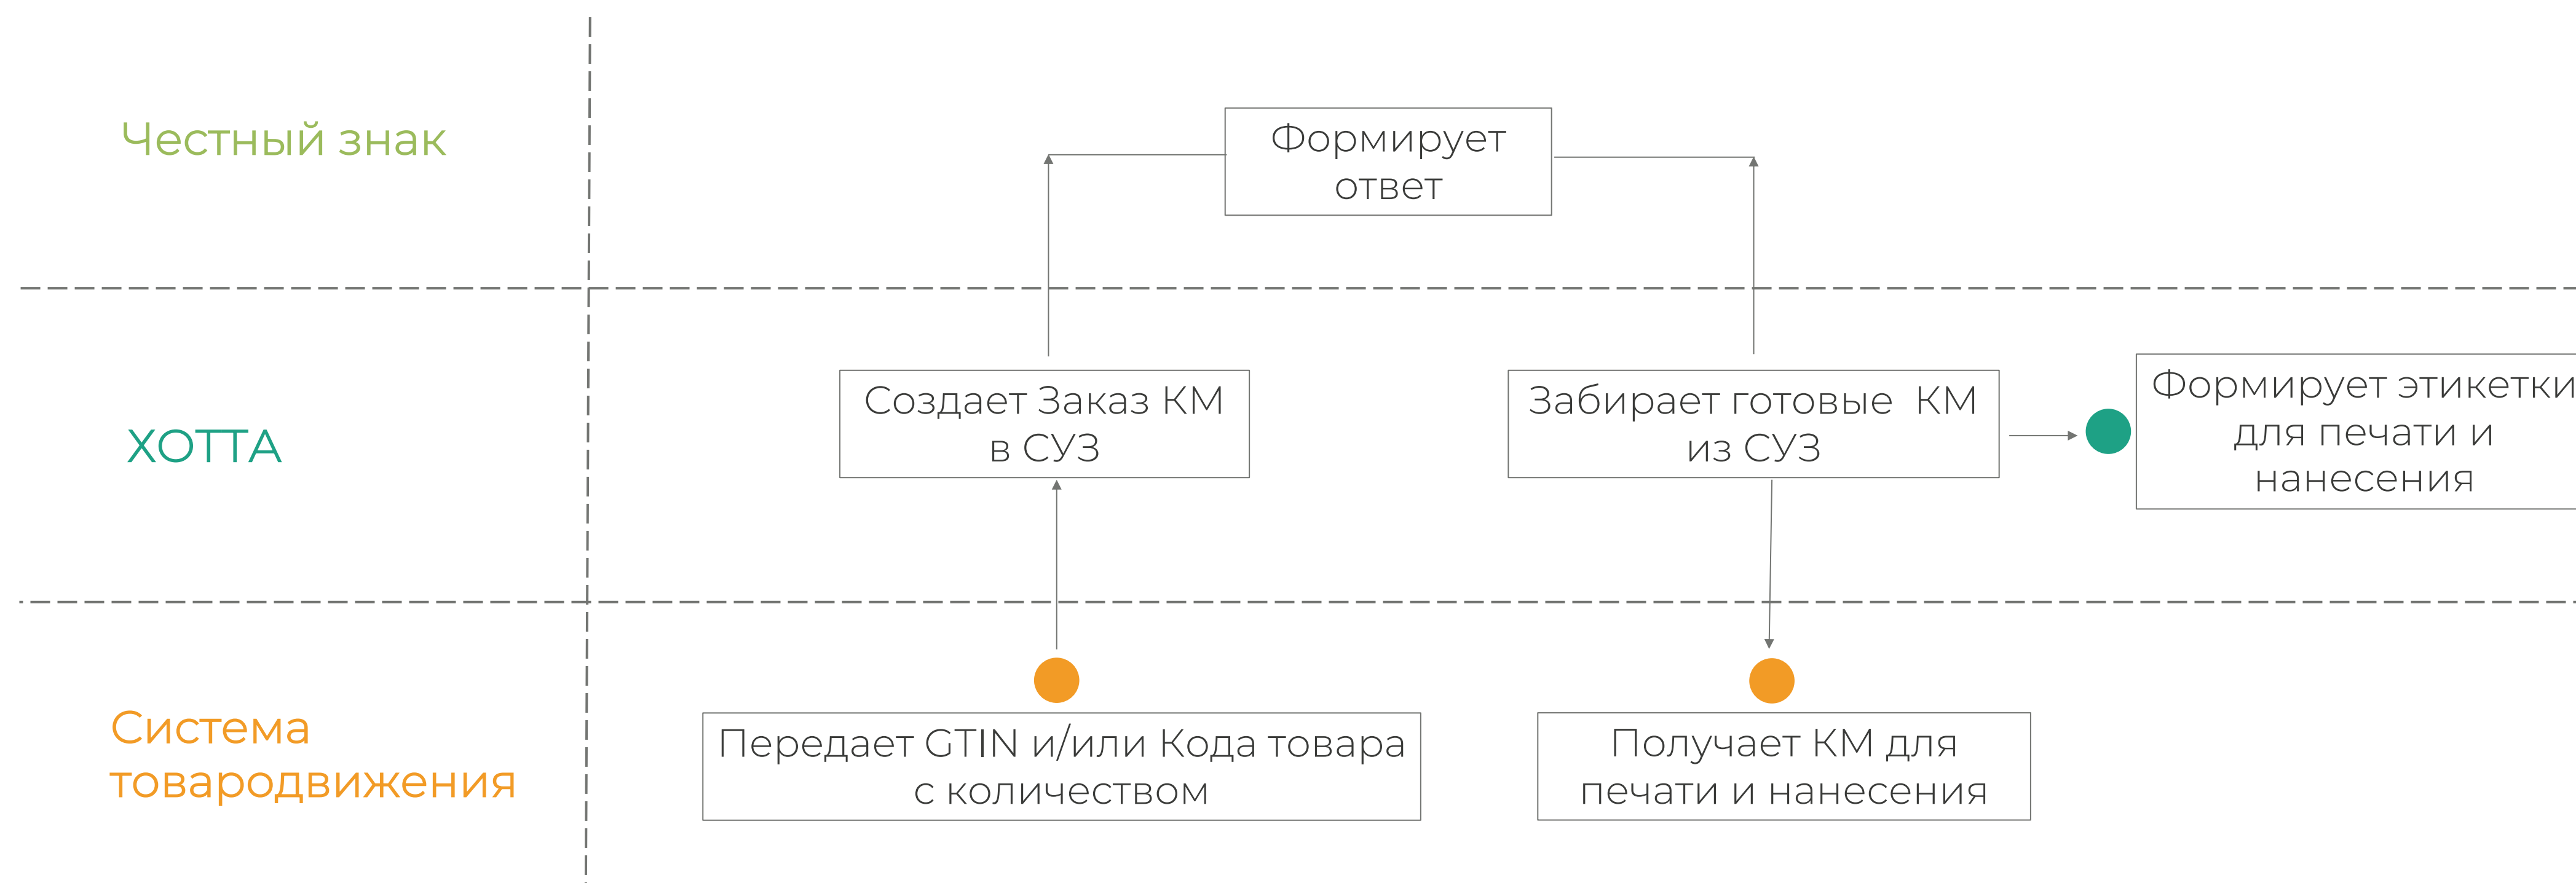 Честный знак
Формирует
ответ
ХОТТА
Создает Заказ КМ
в СУЗ
Забирает готовые КМ
из СУЗ
Формирует этикетки
для печати и
нанесения
Система
товародвижения
Передает GTIN и/или Кода товара
с количеством
Получает КМ для
печати и нанесения